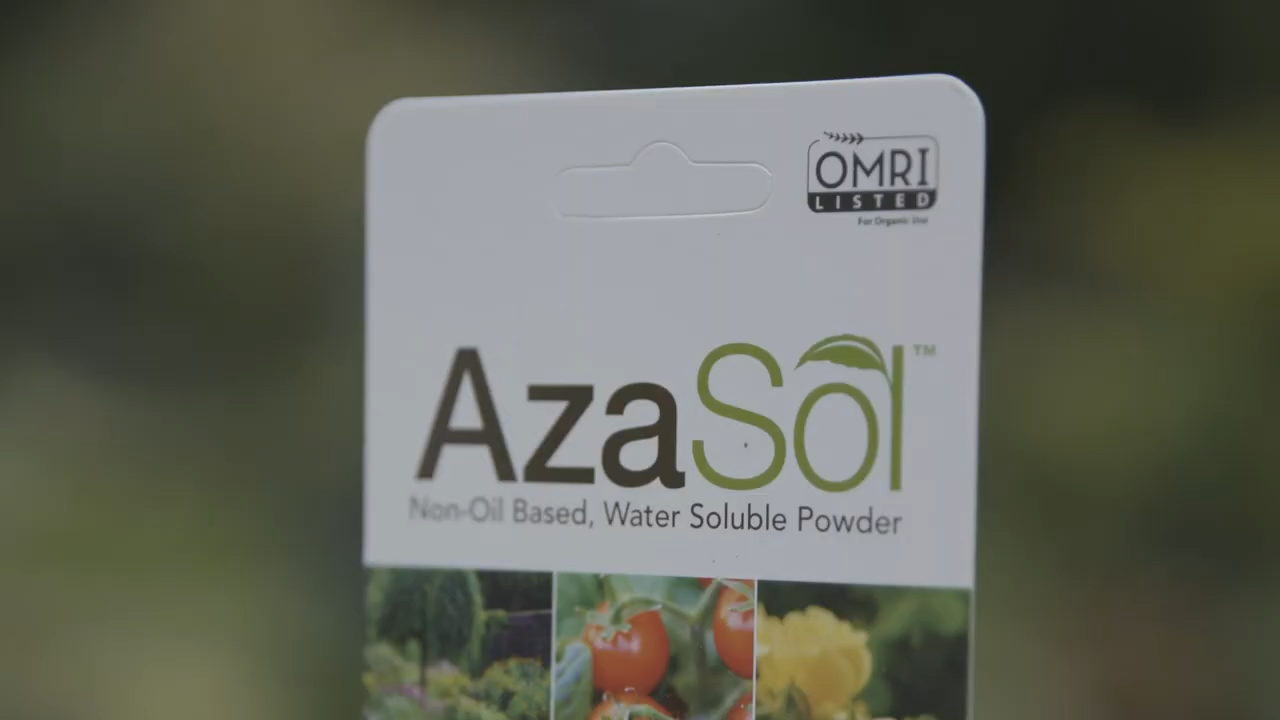 OMRI
LISTED
For Organic Use
AzaSol™
Non-Oil Based, Water Soluble Powder